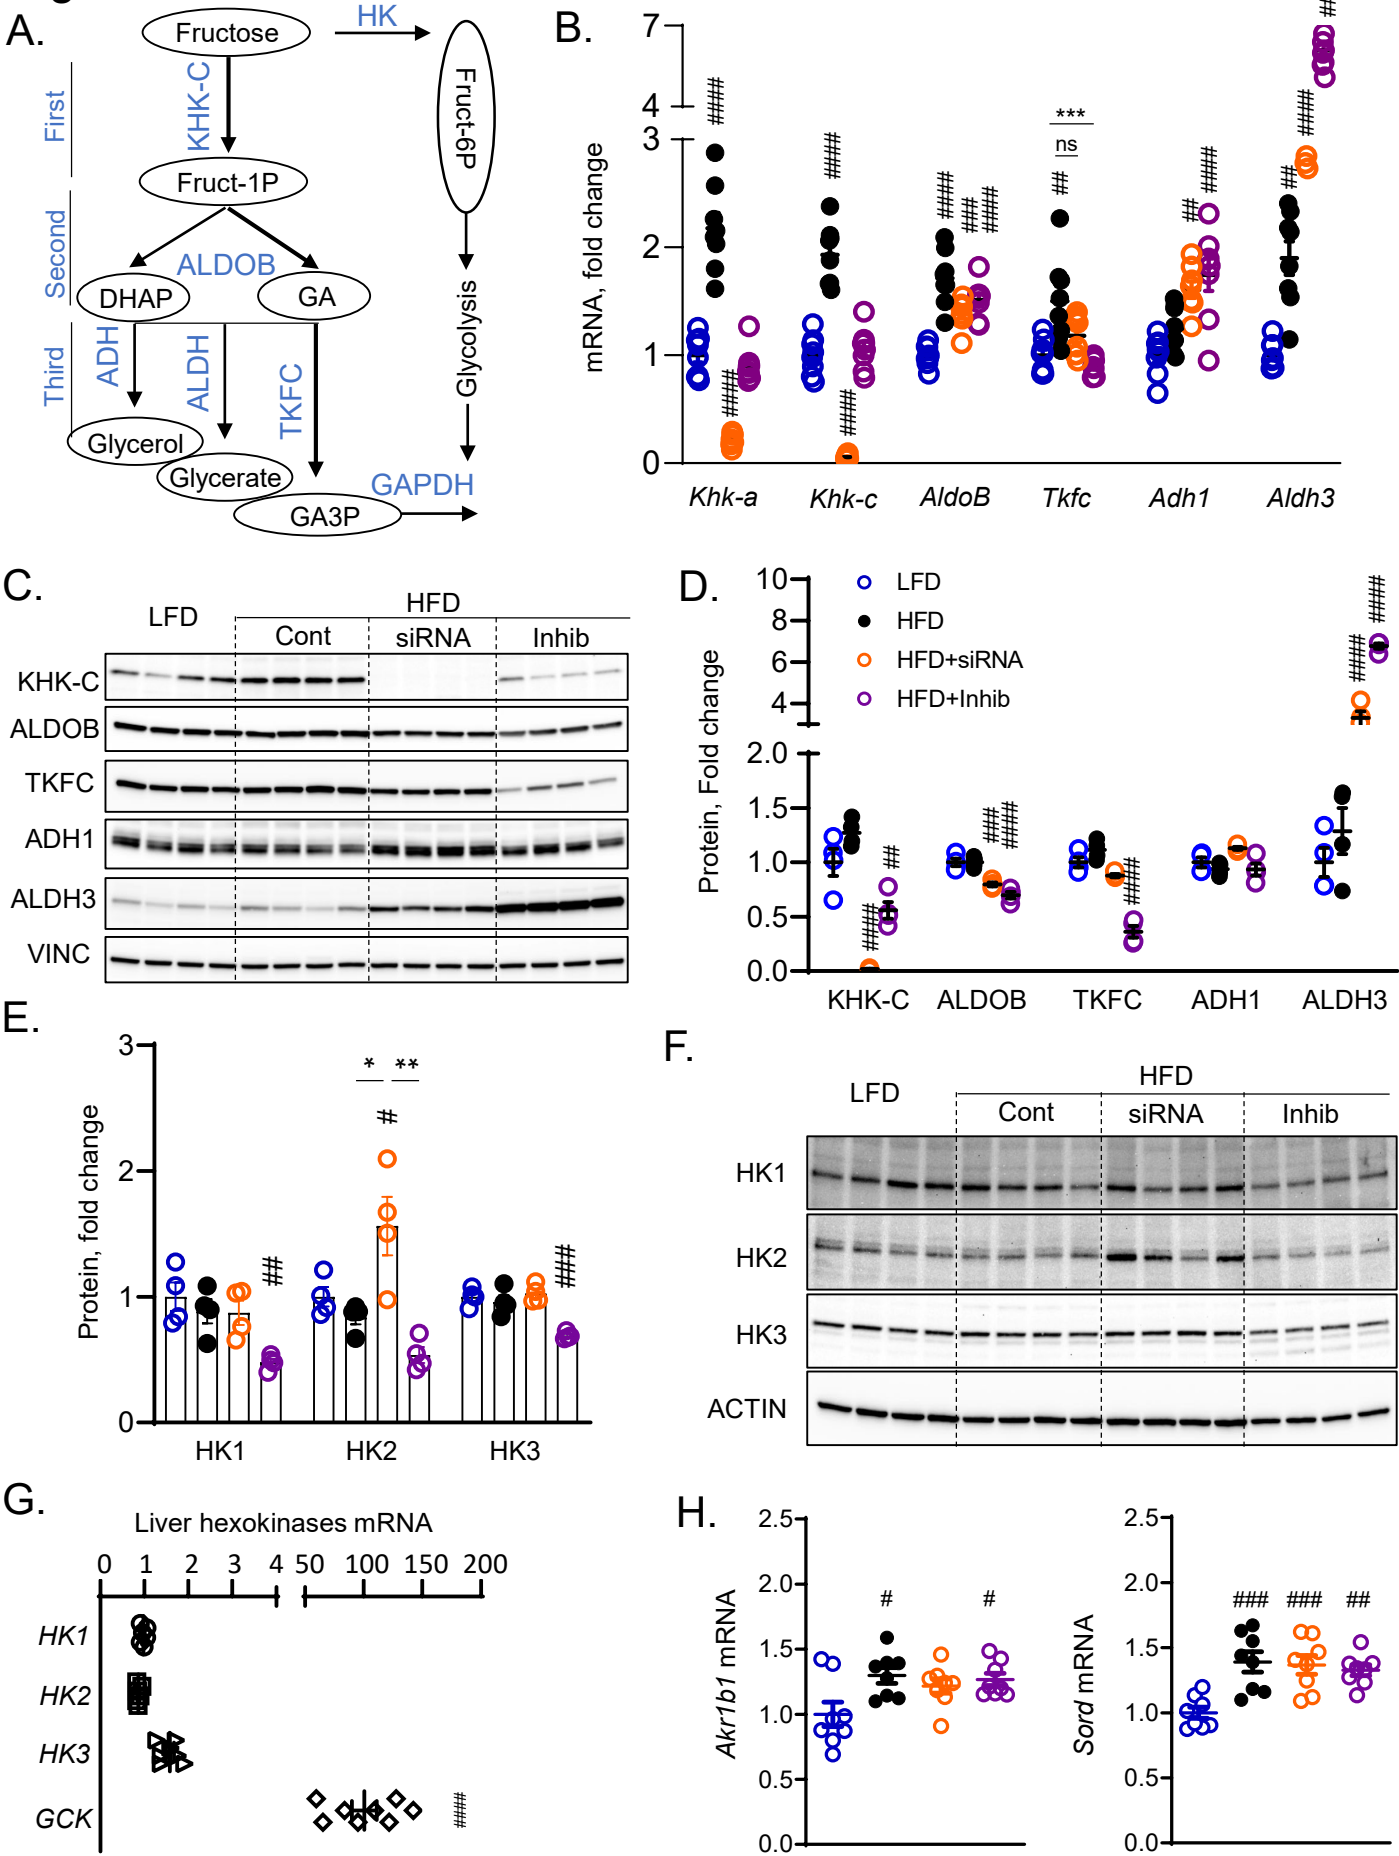 A.
Fructose
HK
KHK-C
Fruct-6P
First
Fruct-1P
Second
ALDOB
DHAP
GA
Glycolysis
Third
ADH
ALDH
TKFC
Glycerol
Glycerate
GAPDH
GA3P
B.
mRNA, fold change
7
4
3
2
1
0
####
####
####
####
####
###
####
***
ns
##
##
####
##
####
#
Khk-a
Khk-c
AldoB
Tkfc
Adh1
Aldh3
C.
LFD
HFD
Cont
siRNA
Inhib
KHK-C
ALDOB
TKFC
ADH1
ALDH3
VINC
D.
Protein, Fold change
10
8
6
4
2.0
1.5
1.0
0.5
0.0
LFD
HFD
HFD+siRNA
HFD+Inhib
####
##
###
####
####
####
####
KHK-C
ALDOB
TKFC
ADH1
ALDH3
E.
Protein, fold change
3
2
1
0
* **
#
##
###
HK1
HK2
HK3
F.
LFD
HFD
Cont
siRNA
Inhib
HK1
HK2
HK3
ACTIN
G.
Liver hexokinases mRNA
0 1 2 3 4 50 100 150 200
HK1
HK2
HK3
GCK
####
H.
Akr1b1 mRNA
2.5
2.0
1.5
1.0
0.5
0.0
#
#
Sord mRNA
2.5
2.0
1.5
1.0
0.5
0.0
###
###
##